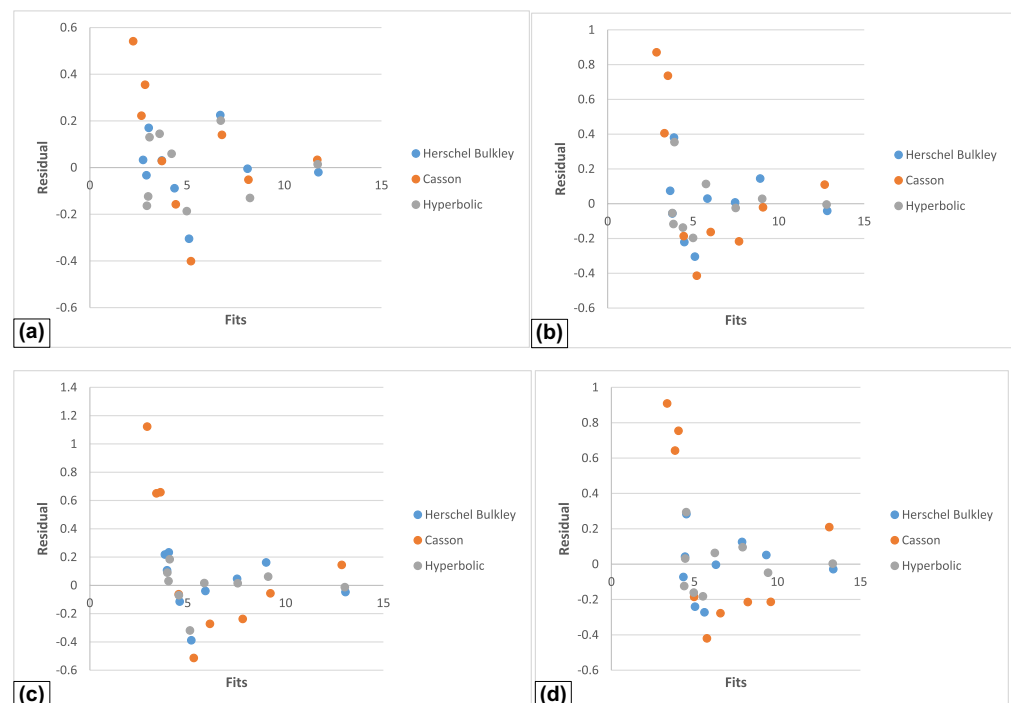 0.6
0.4
0.2
0
-0.2
-0.4
-0.6
0 5 10 15
Residual
Fits
Herschel Bulkley
Casson
Hyperbolic
(a)
1
0.8
0.6
0.4
0.2
0
-0.2
-0.4
-0.6
0 5 10 15
Residual
Fits
Herschel Bulkley
Casson
Hyperbolic
(b)
1.4
1.2
1
0.8
0.6
0.4
0.2
0
-0.2
-0.4
-0.6
0 5 10 15
Residual
Fits
Herschel Bulkley
Casson
Hyperbolic
(c)
1
0.8
0.6
0.4
0.2
0
-0.2
-0.4
-0.6
0 5 10 15
Residual
Fits
Herschel Bulkley
Casson
Hyperbolic
(d)